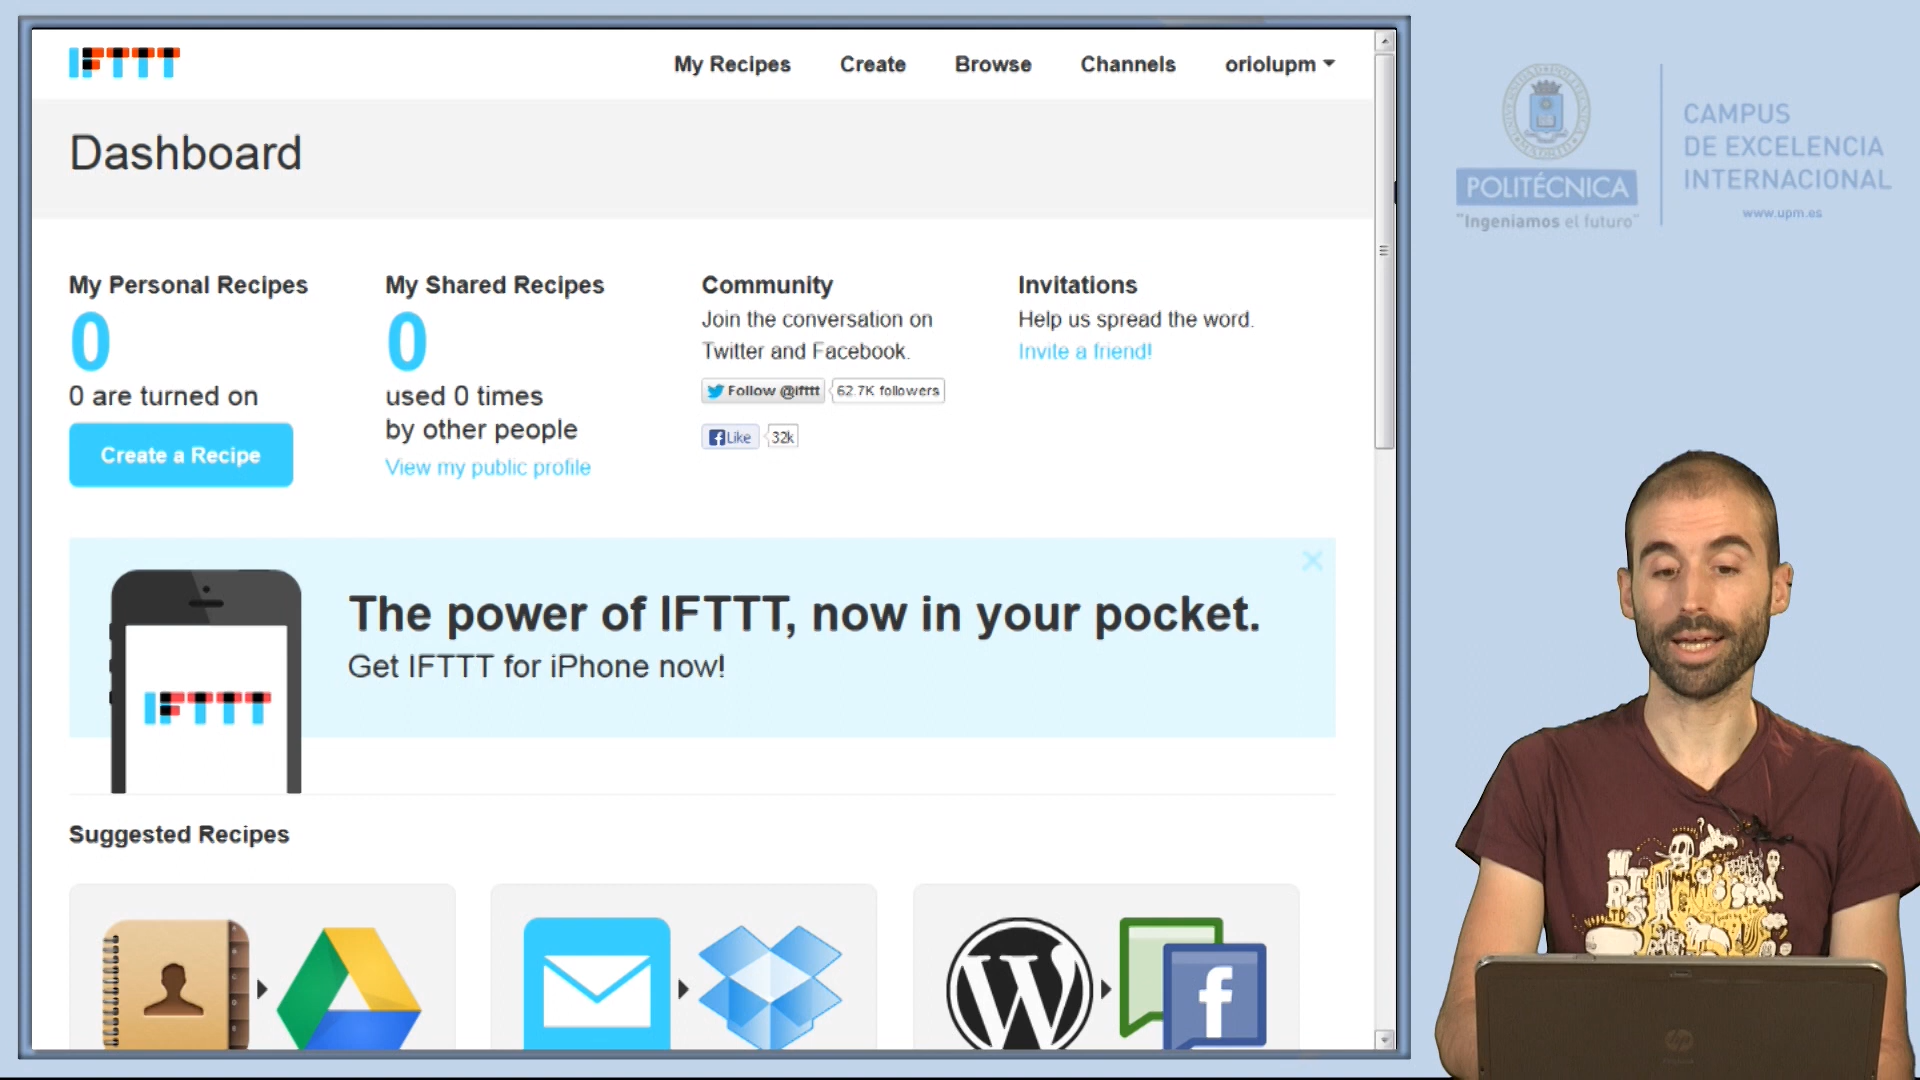 IFTTT
My Recipes
Create
Browse
Channels
oriolupm
Dashboard
My Personal Recipes
0
0 are turned on
Create a Recipe
My Shared Recipes
0
used 0 times
by other people
View my public profile
Community
Join the conversation on
Twitter and Facebook.
Follow @ifttt
62.7K followers
Like
32k
Invitations
Help us spread the word.
Invite a friend!
The power of IFTTT, now in your pocket.
Get IFTTT for iPhone now!
IFTTT
Suggested Recipes
POLITÉCNICA
"Ingeniamos el futuro"
CAMPUS
DE EXCELENCIA
INTERNACIONAL
www.upm.es